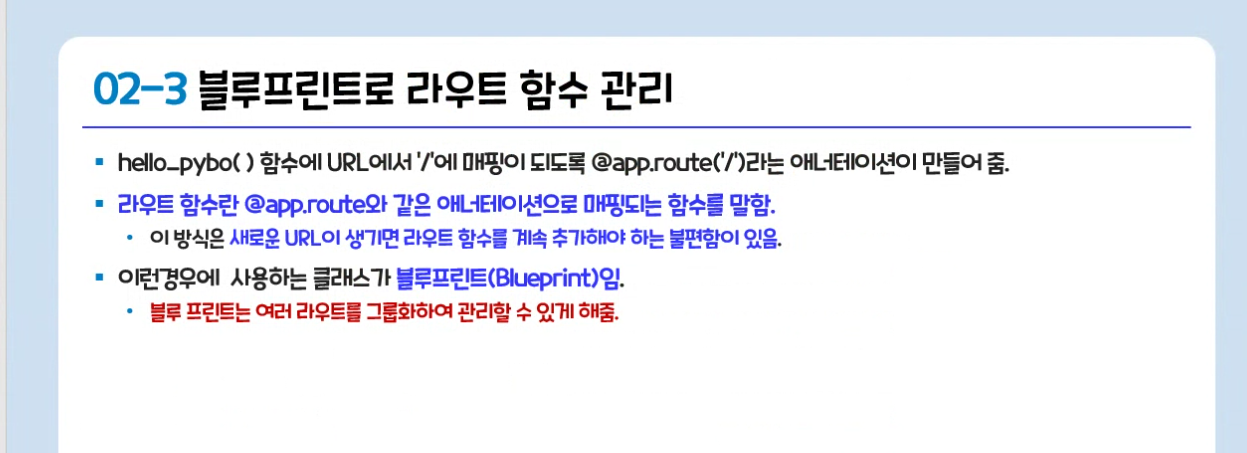 02-3 블루프린트로 라우트 함수 관리
▪ hello_pybo( ) 함수에 URL에서 '/'에 매핑이 되도록 @app.route('/')라는 애너테이션이 만들어 줌.
▪ 라우트 함수란 @app.route와 같은 애너테이션으로 매핑되는 함수를 말함.
• 이 방식은 새로운 URL이 생기면 라우트 함수를 계속 추가해야 하는 불편함이 있음.
▪ 이런경우에 사용하는 클래스가 블루프린트(Blueprint)임.
• 블루 프린트는 여러 라우트를 그룹화하여 관리할 수 있게 해줌.